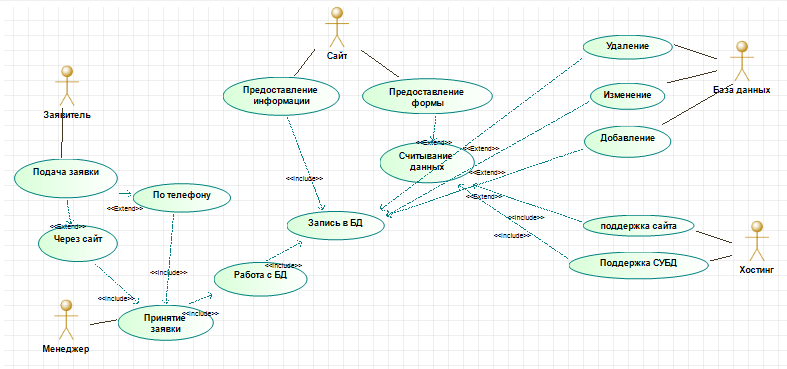 Сайт
Удаление
База данных
Предоставление
информации
Предоставление
формы
Изменение
Заявитель
<<Extend>>
<<Extend>>
Добавление
Считывание
данных
Подача заявки
<<Include>>
По телефону
<<Extend>>
<<Extend>>
<<Extend>>
Через сайт
Запись в БД
<<Include>>
поддержка сайта
<<Include>>
Поддержка СУБД
Хостинг
<<Include>>
<<Include>>
Работа с БД
<<Include>>
<<Include>>
Принятие
заявки
Менеджер